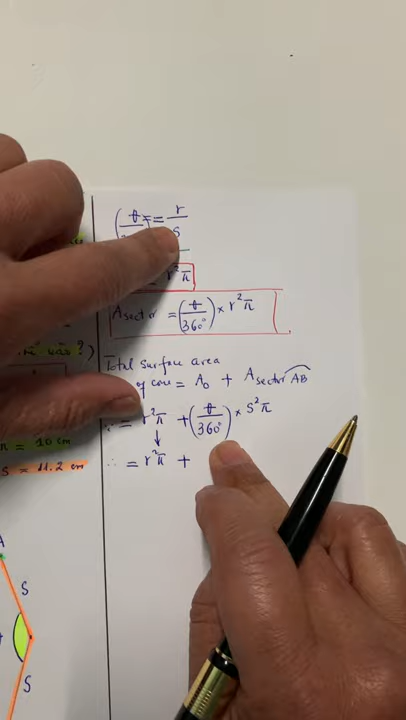 θ = r
S
r²π
A sector = (θ/360°) × r²π
Total surface area
of cone = A₀ + A sector AB
∵ = r²π + (θ/360°) × S²π
↓
∴ = r²π +
?)
= 10 cm
S = 11.2 cm
A
S
S